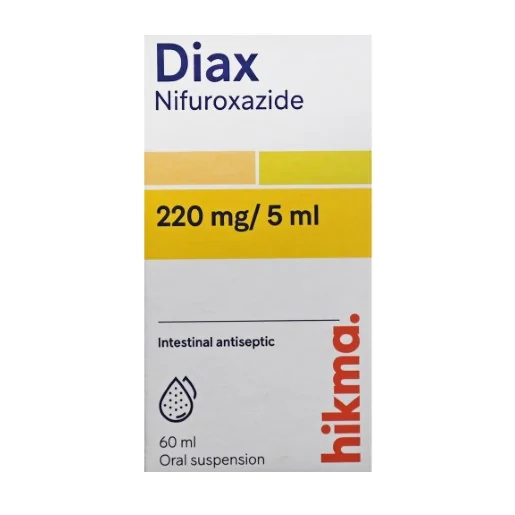 Diax
Nifuroxazide
220 mg/ 5 ml
Intestinal antiseptic
hikma.
60 ml
Oral suspension